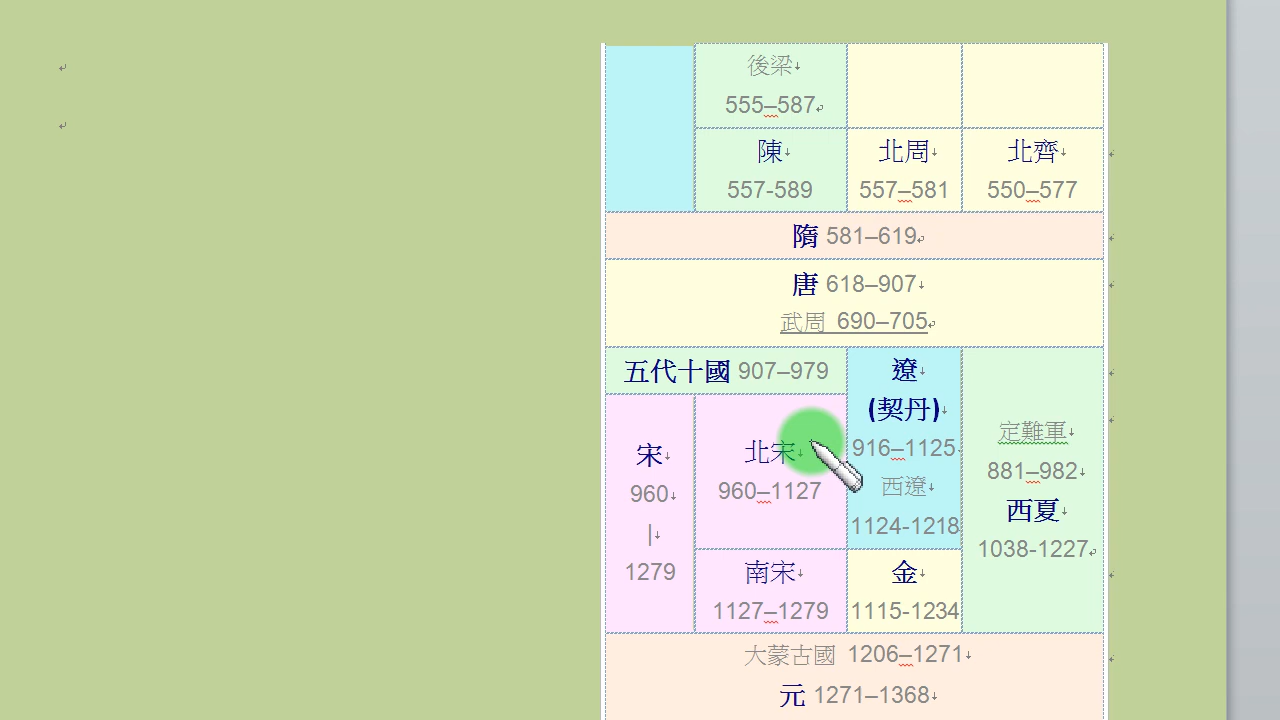 後梁
555–587
陳
557-589
北周
557–581
北齊
550–577
隋 581–619
唐 618–907
武周 690–705
五代十國 907–979
遼
(契丹)
916–1125
西遼
1124-1218
定難軍
881–982
西夏
1038-1227
宋
960
|
1279
北宋
960–1127
南宋
1127–1279
金
1115-1234
大蒙古國 1206–1271
元 1271–1368